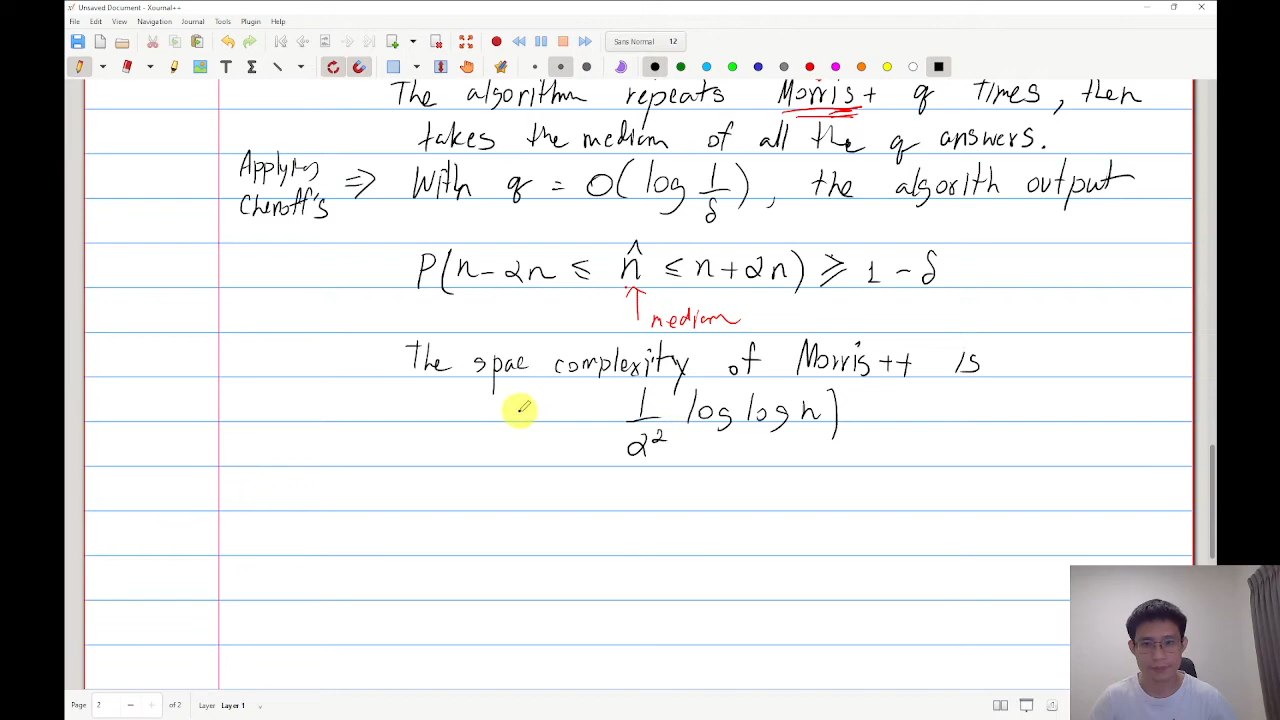 Unsaved Document - Xournal++
File Edit View Navigation Journal Tools Plugin Help
Sans Normal 12
The algorithm repeats Morris+ q times, then
takes the median of all the q answers.
Applying
Chernoff's
⇒ With q = O(log 1/δ), the algorith output
P(n - αn ≤ n̂ ≤ n + αn) ≥ 1 - δ
median
The spac complexity of Morris++ is
1/α² log log n)
Page 2 of 2 Layer Layer 1